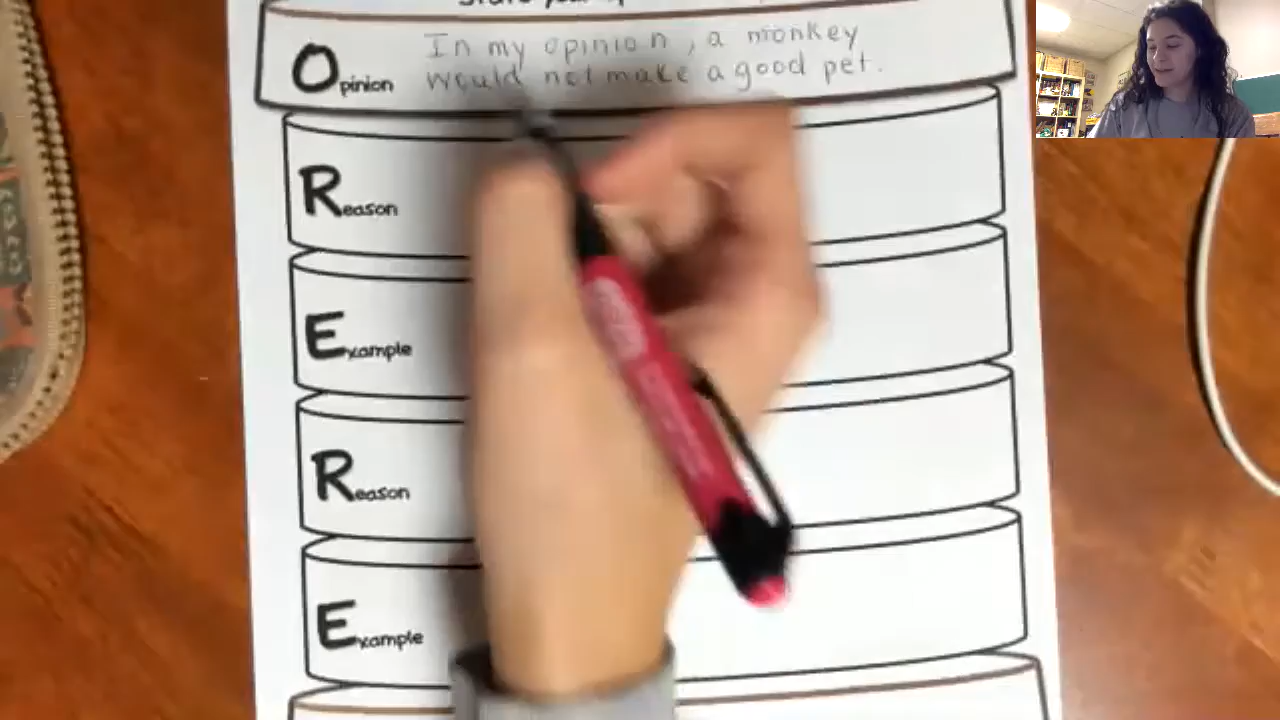 Opinion
In my opinion, a monkey
would not make a good pet.
Reason
Example
Reason
Example